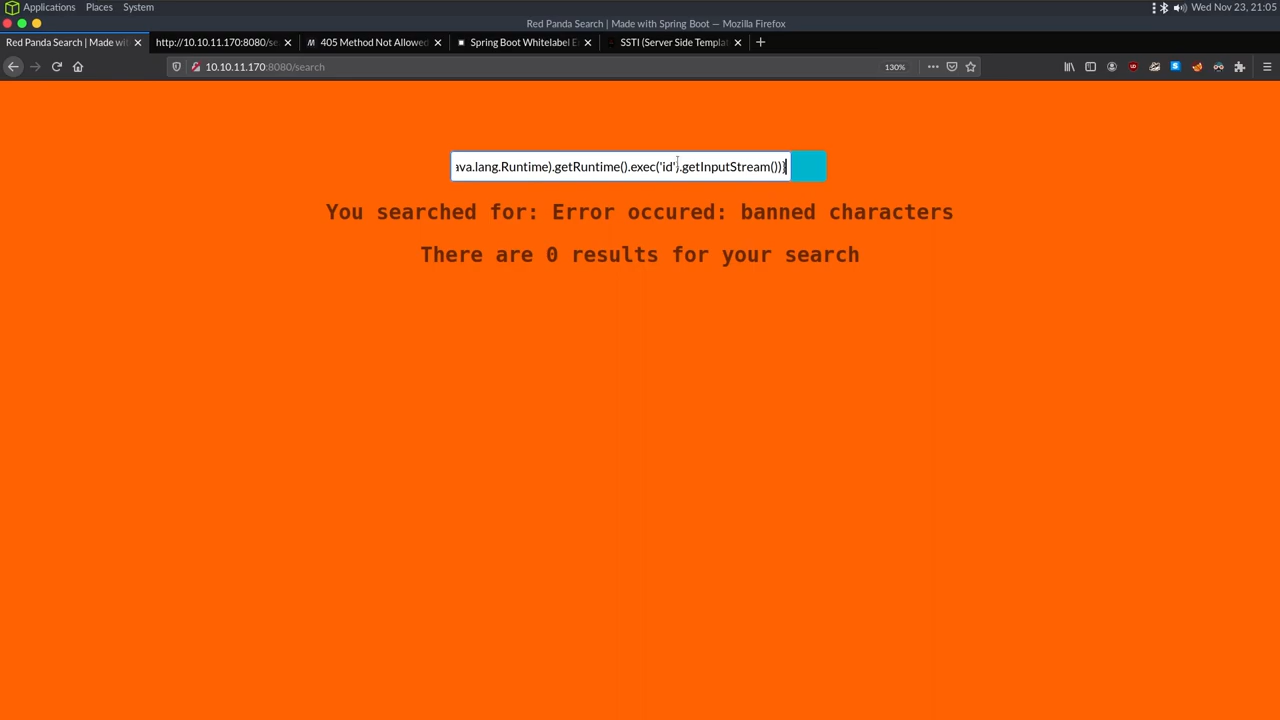 Applications Places System Wed Nov 23, 21:05
Red Panda Search | Made with Spring Boot — Mozilla Firefox
Red Panda Search | Made wit http://10.10.11.170:8080/se 405 Method Not Allowed Spring Boot Whitelabel E SSTI (Server Side Templa
10.10.11.170:8080/search 130%
ava.lang.Runtime).getRuntime().exec('id').getInputStream())}
You searched for: Error occured: banned characters
There are 0 results for your search